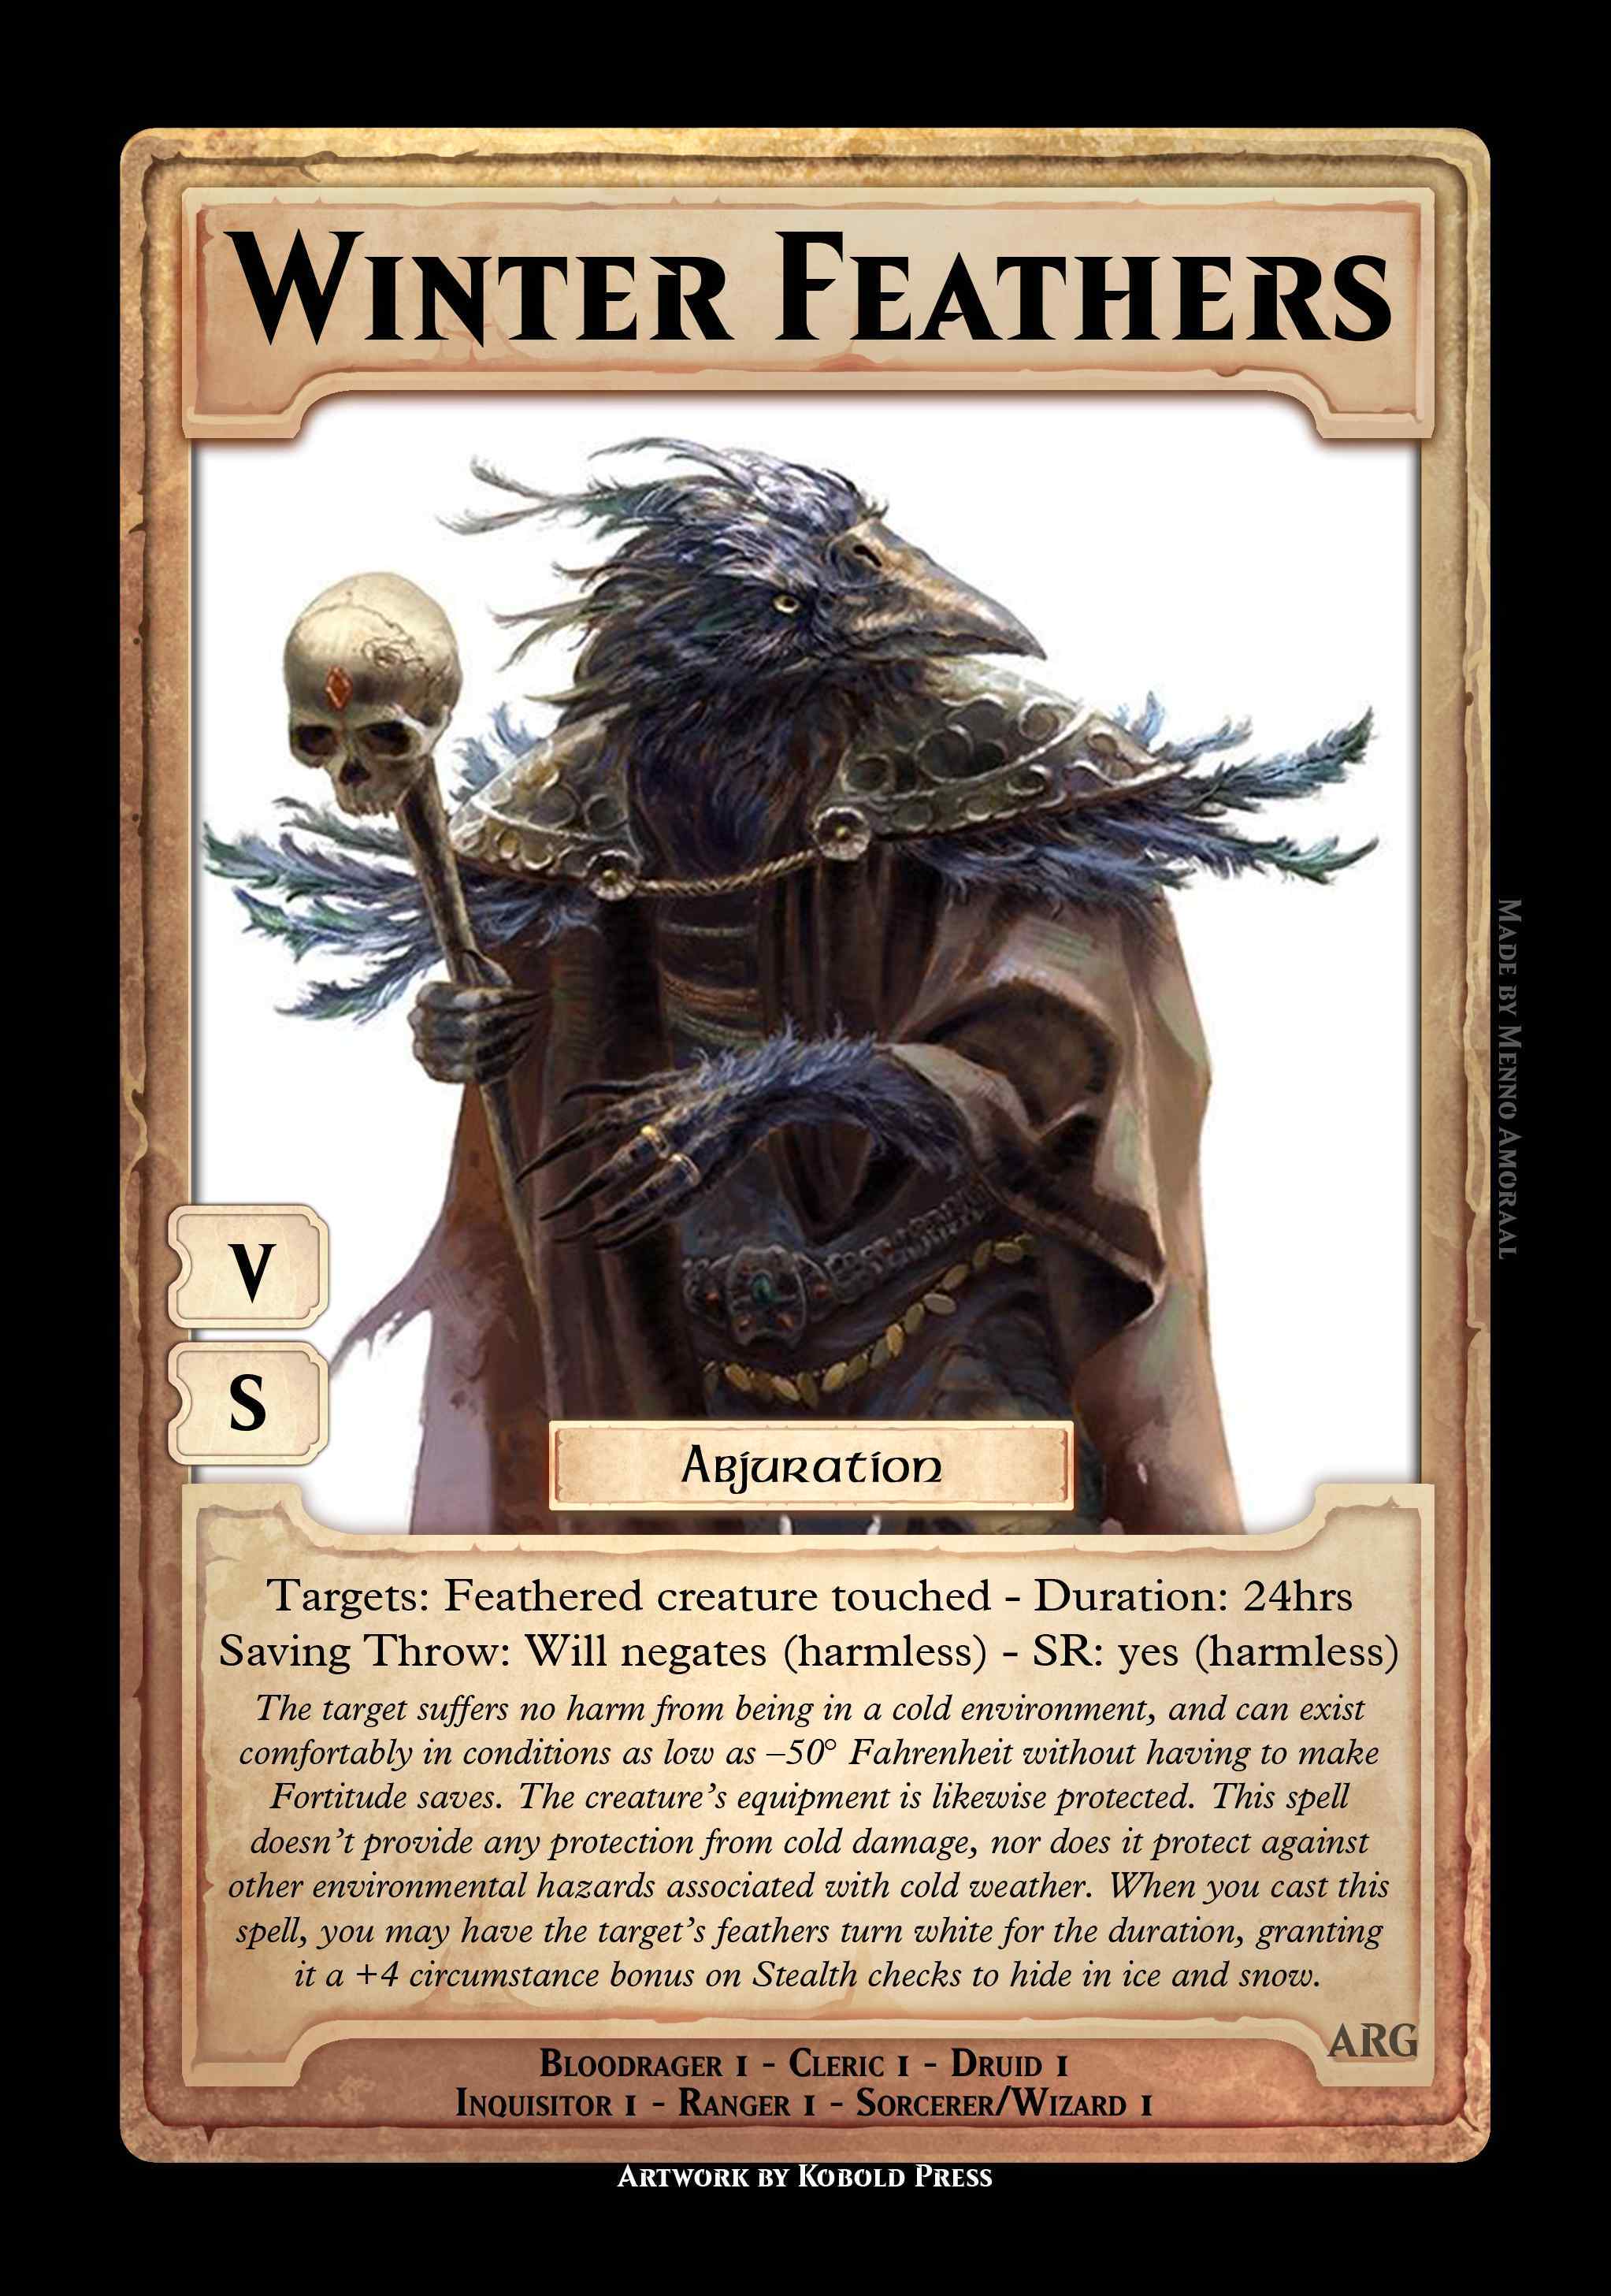 Winter Feathers
V
S
Abjuration
Targets: Feathered creature touched - Duration: 24hrs
Saving Throw: Will negates (harmless) - SR: yes (harmless)
The target suffers no harm from being in a cold environment, and can exist
comfortably in conditions as low as –50° Fahrenheit without having to make
Fortitude saves. The creature’s equipment is likewise protected. This spell
doesn’t provide any protection from cold damage, nor does it protect against
other environmental hazards associated with cold weather. When you cast this
spell, you may have the target’s feathers turn white for the duration, granting
it a +4 circumstance bonus on Stealth checks to hide in ice and snow.
ARG
Bloodrager 1 - Cleric 1 - Druid 1
Inquisitor 1 - Ranger 1 - Sorcerer/Wizard 1
Artwork by Kobold Press
Made by Menno Amoraal